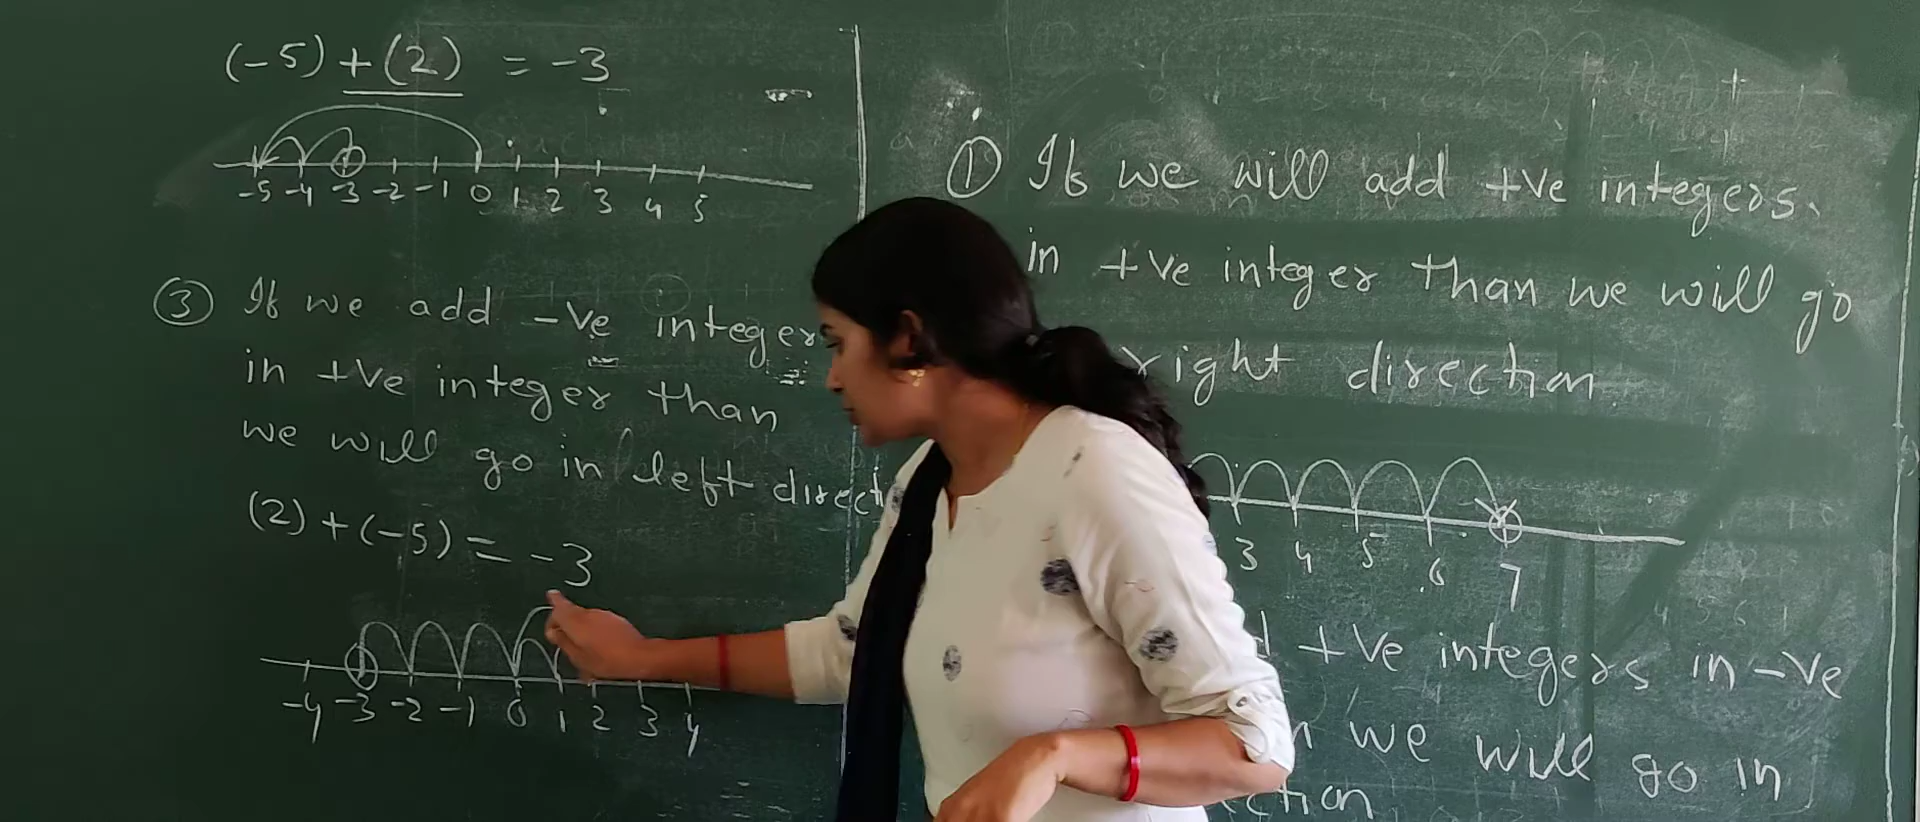 (-5) + (2) = -3
-5 -4 -3 -2 -1 0 1 2 3 4 5
③ If we add -ve integer
in +ve integer than
we will go in left directi
(2) + (-5) = -3
-4 -3 -2 -1 0 1 2 3 4
① If we will add +ve integers
in +ve integer than we will go
right direction
3 4 5 6 7
+ve integers in -ve
we will go in
ction